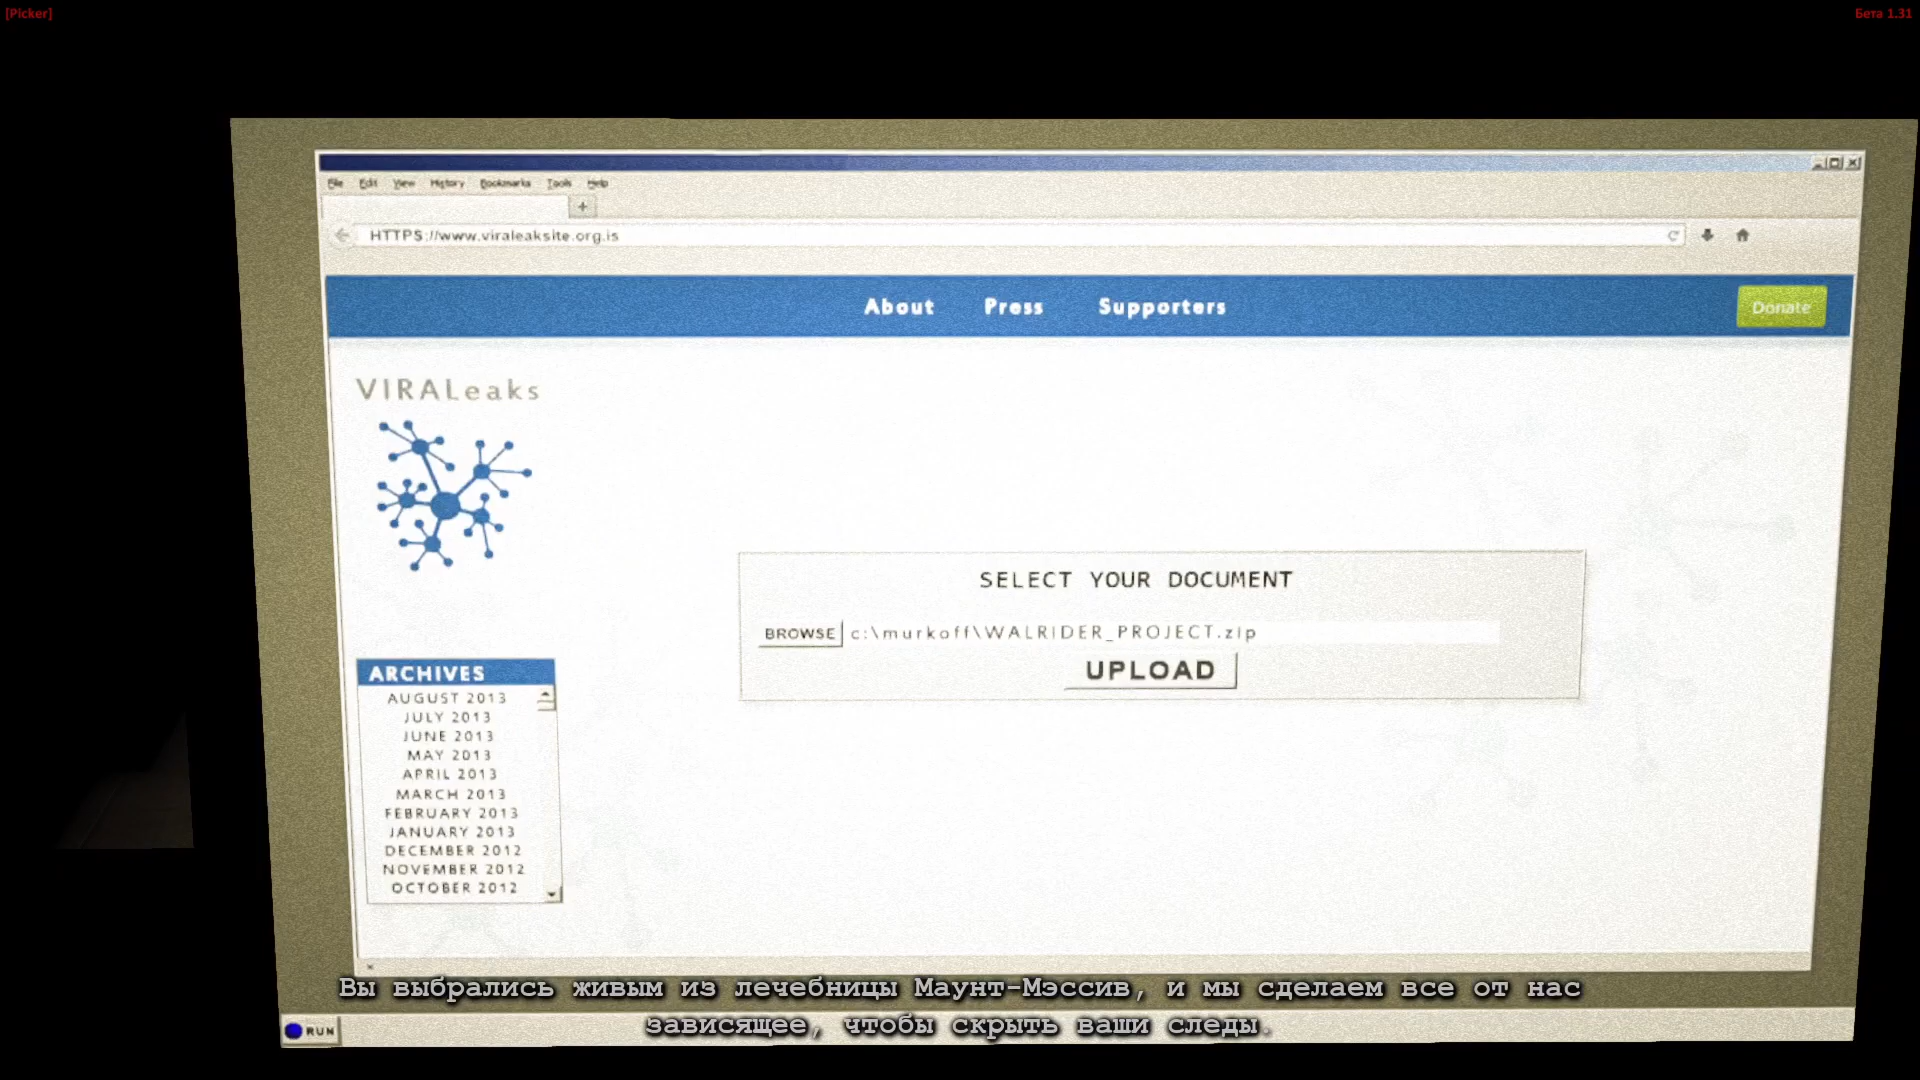 [Picker]
Бета 1.31
File Edit View History Bookmarks Tools Help
+
HTTPS://www.viraleaksite.org.is
About Press Supporters Donate
VIRALeaks
SELECT YOUR DOCUMENT
BROWSE c:\murkoff\WALRIDER_PROJECT.zip
UPLOAD
ARCHIVES
AUGUST 2013
JULY 2013
JUNE 2013
MAY 2013
APRIL 2013
MARCH 2013
FEBRUARY 2013
JANUARY 2013
DECEMBER 2012
NOVEMBER 2012
OCTOBER 2012
Вы выбрались живым из лечебницы Маунт-Мэссив, и мы сделаем все от нас
зависящее, чтобы скрыть ваши следы.
RUN